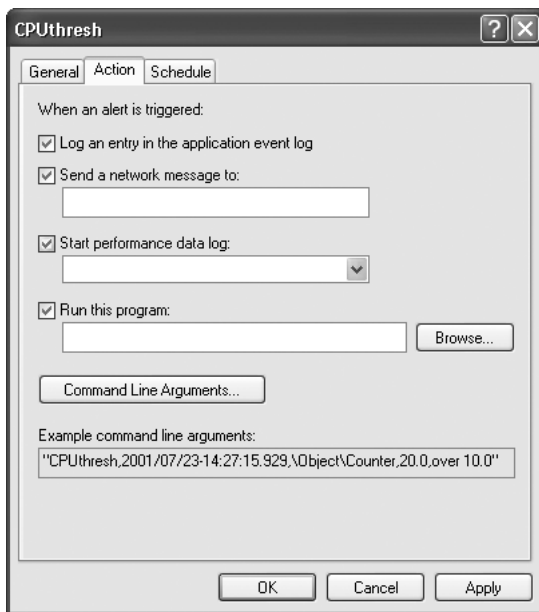 CPUthresh
General Action Schedule
When an alert is triggered:
Log an entry in the application event log
Send a network message to:
Start performance data log:
Run this program:
Browse...
Command Line Arguments...
Example command line arguments:
"CPUthresh,2001/07/23-14:27:15.929,\Object\Counter,20.0,over 10.0"
OK Cancel Apply